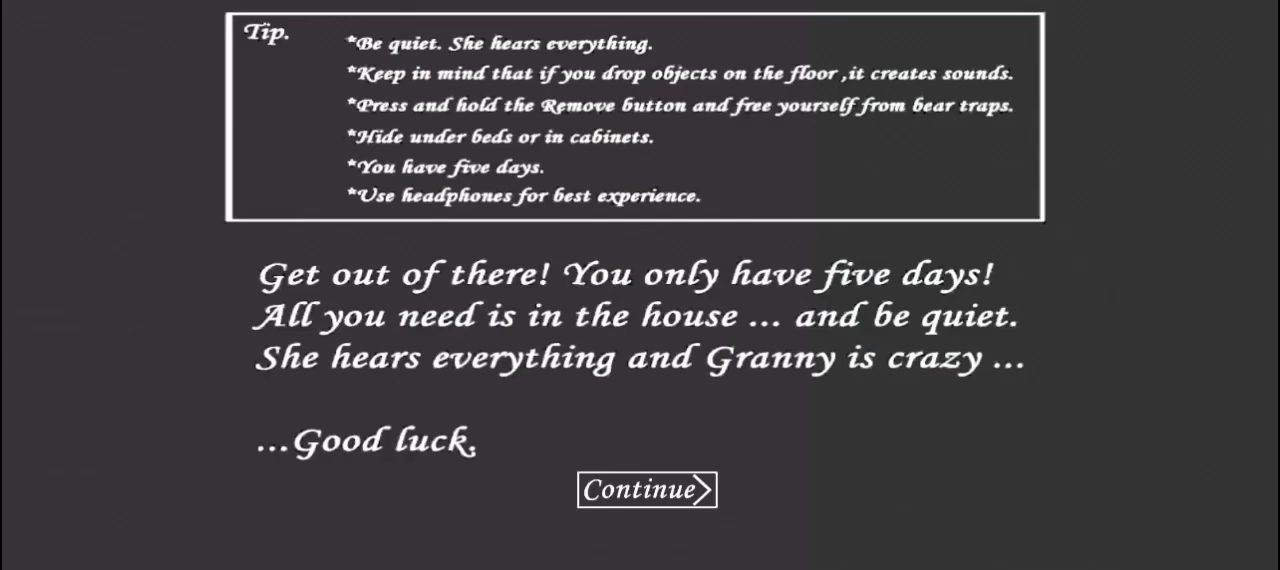 Tip.
*Be quiet. She hears everything.
*Keep in mind that if you drop objects on the floor ,it creates sounds.
*Press and hold the Remove button and free yourself from bear traps.
*Hide under beds or in cabinets.
*You have five days.
*Use headphones for best experience.
Get out of there! You only have five days!
All you need is in the house ... and be quiet.
She hears everything and Granny is crazy ...
...Good luck.
Continue